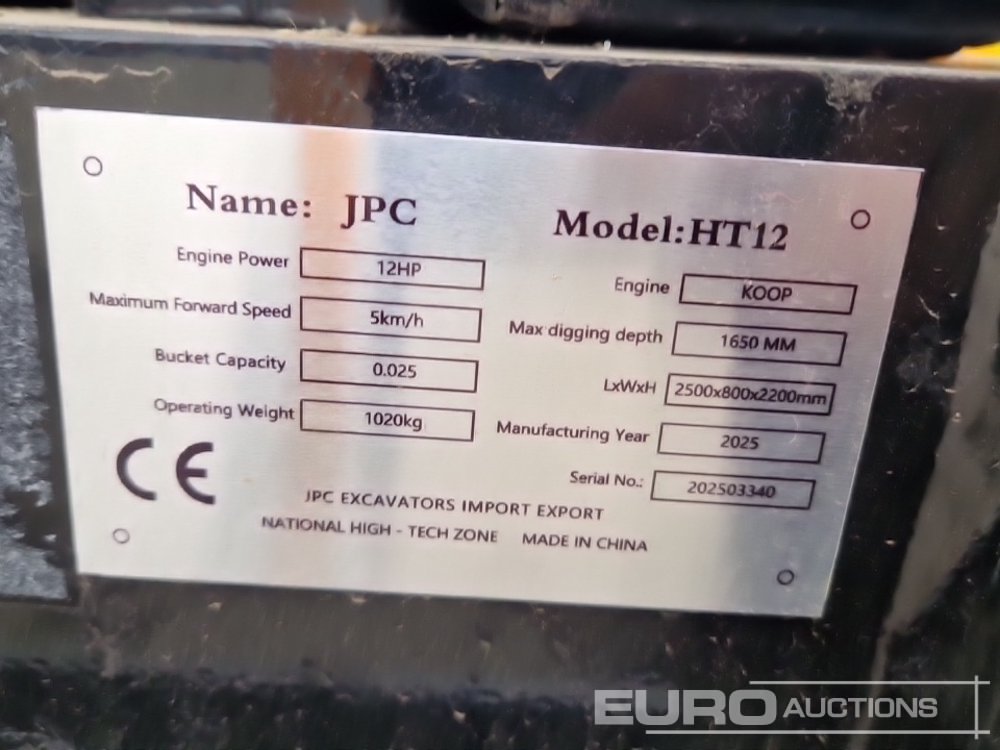 Name: JPC
Model:HT12
Engine Power 12HP
Engine KOOP
Maximum Forward Speed 5km/h
Max digging depth 1650 MM
Bucket Capacity 0.025
LxWxH 2500x800x2200mm
Operating Weight 1020kg
Manufacturing Year 2025
Serial No.: 202503340
CE
JPC EXCAVATORS IMPORT EXPORT
NATIONAL HIGH - TECH ZONE MADE IN CHINA
EURO AUCTIONS